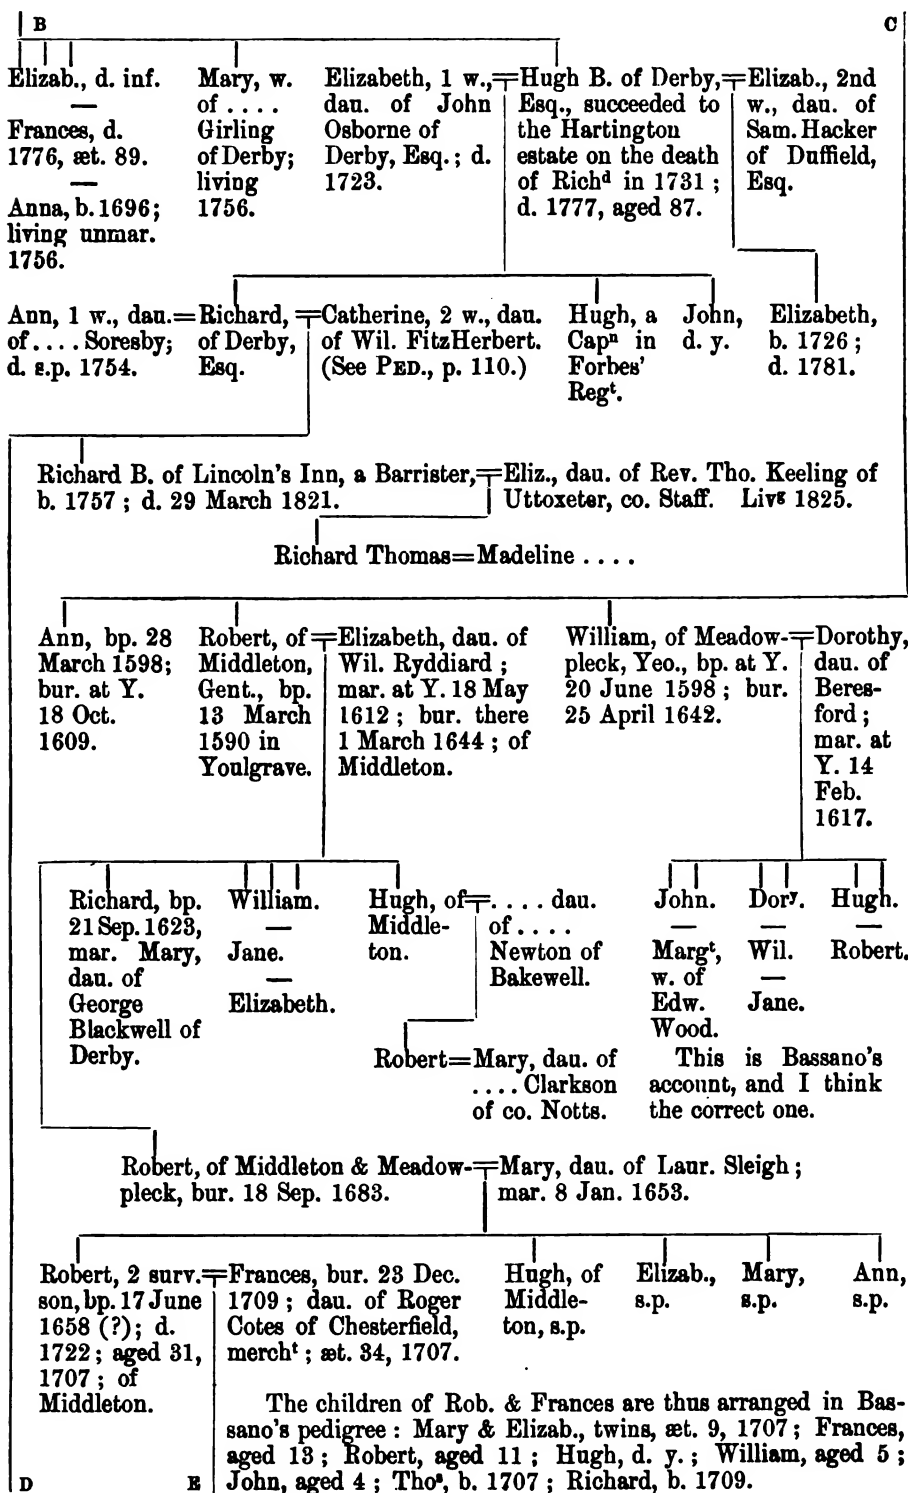 B
C
Elizab., d. inf.
—
Frances, d.
1776, æt. 89.
—
Anna, b. 1696;
living unmar.
1756.
Mary, w.
of ....
Girling
of Derby;
living
1756.
Elizabeth, 1 w.,
dau. of John
Osborne of
Derby, Esq.; d.
1723.
Hugh B. of Derby,
Esq., succeeded to
the Hartington
estate on the death
of Richᵈ in 1731;
d. 1777, aged 87.
Elizab., 2nd
w., dau. of
Sam. Hacker
of Duffield,
Esq.
Ann, 1 w., dau.
of .... Soresby;
d. s.p. 1754.
=Richard,
of Derby,
Esq.
Catherine, 2 w., dau.
of Wil. FitzHerbert.
(See PED., p. 110.)
Hugh, a
Capⁿ in
Forbes'
Regᵗ.
John,
d. y.
Elizabeth,
b. 1726;
d. 1781.
Richard B. of Lincoln's Inn, a Barrister,
b. 1757; d. 29 March 1821.
Eliz., dau. of Rev. Tho. Keeling of
Uttoxeter, co. Staff. Livᵍ 1825.
Richard Thomas=Madeline ....
Ann, bp. 28
March 1598;
bur. at Y.
18 Oct.
1609.
Robert, of
Middleton,
Gent., bp.
13 March
1590 in
Youlgrave.
Elizabeth, dau. of
Wil. Ryddiard;
mar. at Y. 18 May
1612; bur. there
1 March 1644; of
Middleton.
William, of Meadow-
pleck, Yeo., bp. at Y.
20 June 1598; bur.
25 April 1642.
Dorothy,
dau. of
Beres-
ford;
mar. at
Y. 14
Feb.
1617.
Richard, bp.
21 Sep. 1623,
mar. Mary,
dau. of
George
Blackwell of
Derby.
William.
—
Jane.
—
Elizabeth.
Hugh, of
Middle-
ton.
.... dau.
of ....
Newton of
Bakewell.
John.
—
Margᵗ,
w. of
Edw.
Wood.
Dorʸ.
—
Wil.
—
Jane.
Hugh.
—
Robert.
Robert=Mary, dau. of
.... Clarkson
of co. Notts.
This is Bassano's
account, and I think
the correct one.
Robert, of Middleton & Meadow-
pleck, bur. 18 Sep. 1683.
Mary, dau. of Laur. Sleigh;
mar. 8 Jan. 1653.
Robert, 2 surv.
son, bp. 17 June
1658 (?); d.
1722; aged 31,
1707; of
Middleton.
Frances, bur. 23 Dec.
1709; dau. of Roger
Cotes of Chesterfield,
merchᵗ; æt. 34, 1707.
Hugh, of
Middle-
ton, s.p.
Elizab.,
s.p.
Mary,
s.p.
Ann,
s.p.
The children of Rob. & Frances are thus arranged in Bas-
sano's pedigree: Mary & Elizab., twins, æt. 9, 1707; Frances,
aged 13; Robert, aged 11; Hugh, d. y.; William, aged 5;
John, aged 4; Thoˢ, b. 1707; Richard, b. 1709.
D
E